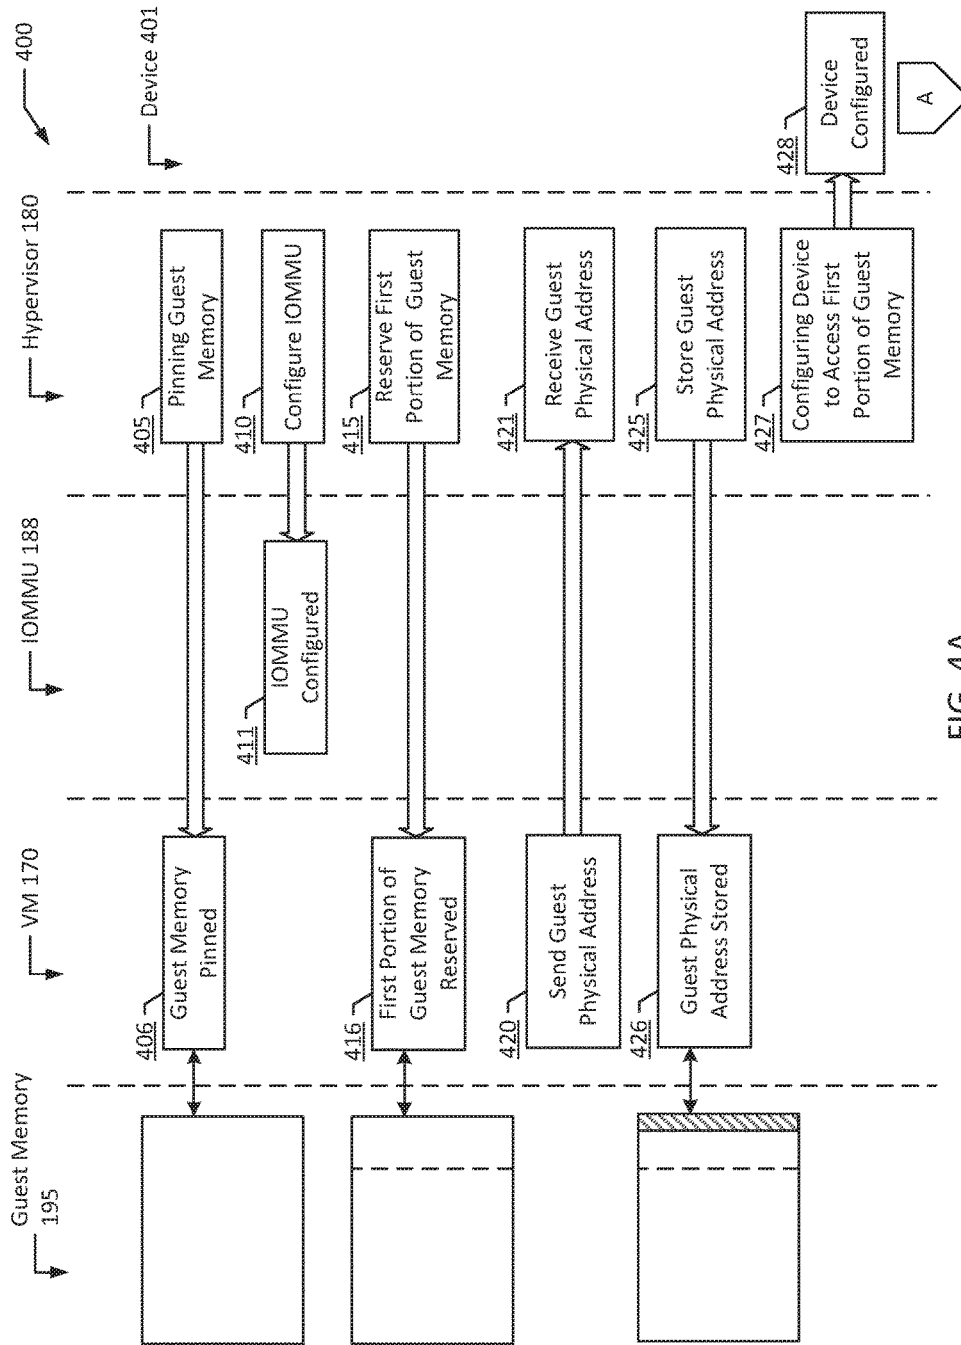 400
Guest Memory
195
VM 170
IOMMU 188
Hypervisor 180
Device 401
406
Guest Memory
Pinned
405
Pinning Guest
Memory
411
IOMMU
Configured
410
Configure IOMMU
416
First Portion of
Guest Memory
Reserved
415
Reserve First
Portion of Guest
Memory
420
Send Guest
Physical Address
421
Receive Guest
Physical Address
426
Guest Physical
Address Stored
425
Store Guest
Physical Address
427
Configuring Device
to Access First
Portion of Guest
Memory
428
Device
Configured
A
FIG. 4A